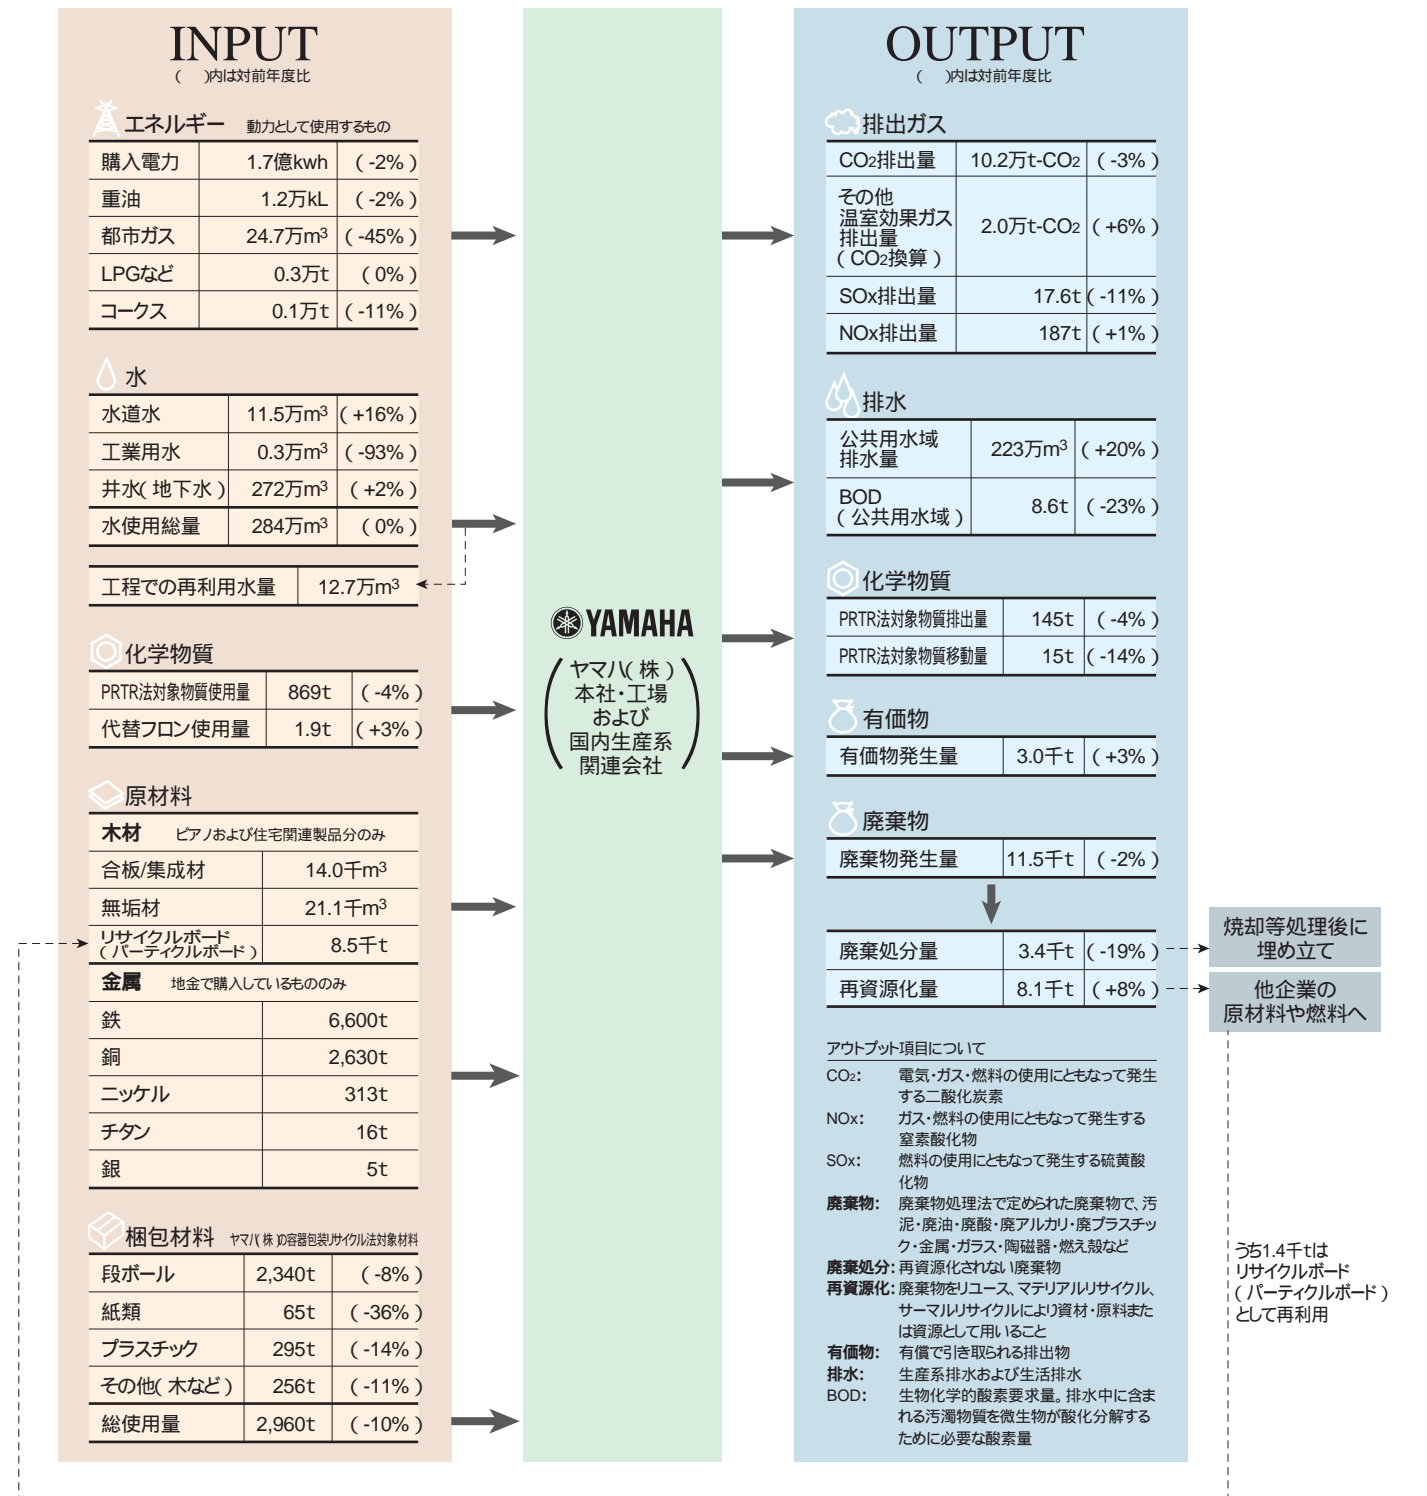 INPUT
(　)内は対前年度比
エネルギー 動力として使用するもの
購入電力 1.7億kwh (-2%)
重油 1.2万kL (-2%)
都市ガス 24.7万m³ (-45%)
LPGなど 0.3万t (0%)
コークス 0.1万t (-11%)
水
水道水 11.5万m³ (+16%)
工業用水 0.3万m³ (-93%)
井水(地下水) 272万m³ (+2%)
水使用総量 284万m³ (0%)
工程での再利用水量 12.7万m³
化学物質
PRTR法対象物質使用量 869t (-4%)
代替フロン使用量 1.9t (+3%)
原材料
木材 ピアノおよび住宅関連製品分のみ
合板/集成材 14.0千m³
無垢材 21.1千m³
リサイクルボード
(パーティクルボード) 8.5千t
金属 地金で購入しているもののみ
鉄 6,600t
銅 2,630t
ニッケル 313t
チタン 16t
銀 5t
梱包材料 ヤマハ(株)の容器包装リサイクル法対象材料
段ボール 2,340t (-8%)
紙類 65t (-36%)
プラスチック 295t (-14%)
その他(木など) 256t (-11%)
総使用量 2,960t (-10%)
YAMAHA
ヤマハ(株)
本社・工場
および
国内生産系
関連会社
OUTPUT
(　)内は対前年度比
排出ガス
CO₂排出量 10.2万t-CO₂ (-3%)
その他
温室効果ガス
排出量
(CO₂換算) 2.0万t-CO₂ (+6%)
SOx排出量 17.6t (-11%)
NOx排出量 187t (+1%)
排水
公共用水域
排水量 223万m³ (+20%)
BOD
(公共用水域) 8.6t (-23%)
化学物質
PRTR法対象物質排出量 145t (-4%)
PRTR法対象物質移動量 15t (-14%)
有価物
有価物発生量 3.0千t (+3%)
廃棄物
廃棄物発生量 11.5千t (-2%)
廃棄処分量 3.4千t (-19%)
再資源化量 8.1千t (+8%)
焼却等処理後に
埋め立て
他企業の
原材料や燃料へ
アウトプット項目について
CO₂: 電気・ガス・燃料の使用にともなって発生
する二酸化炭素
NOx: ガス・燃料の使用にともなって発生する
窒素酸化物
SOx: 燃料の使用にともなって発生する硫黄酸
化物
廃棄物: 廃棄物処理法で定められた廃棄物で、汚
泥・廃油・廃酸・廃アルカリ・廃プラスチッ
ク・金属・ガラス・陶磁器・燃え殻など
廃棄処分: 再資源化されない廃棄物
再資源化: 廃棄物をリユース、マテリアルリサイクル、
サーマルリサイクルにより資材・原料また
は資源として用いること
有価物: 有償で引き取られる排出物
排水: 生産系排水および生活排水
BOD: 生物化学的酸素要求量。排水中に含ま
れる汚濁物質を微生物が酸化分解する
ために必要な酸素量
うち1.4千tは
リサイクルボード
(パーティクルボード)
として再利用